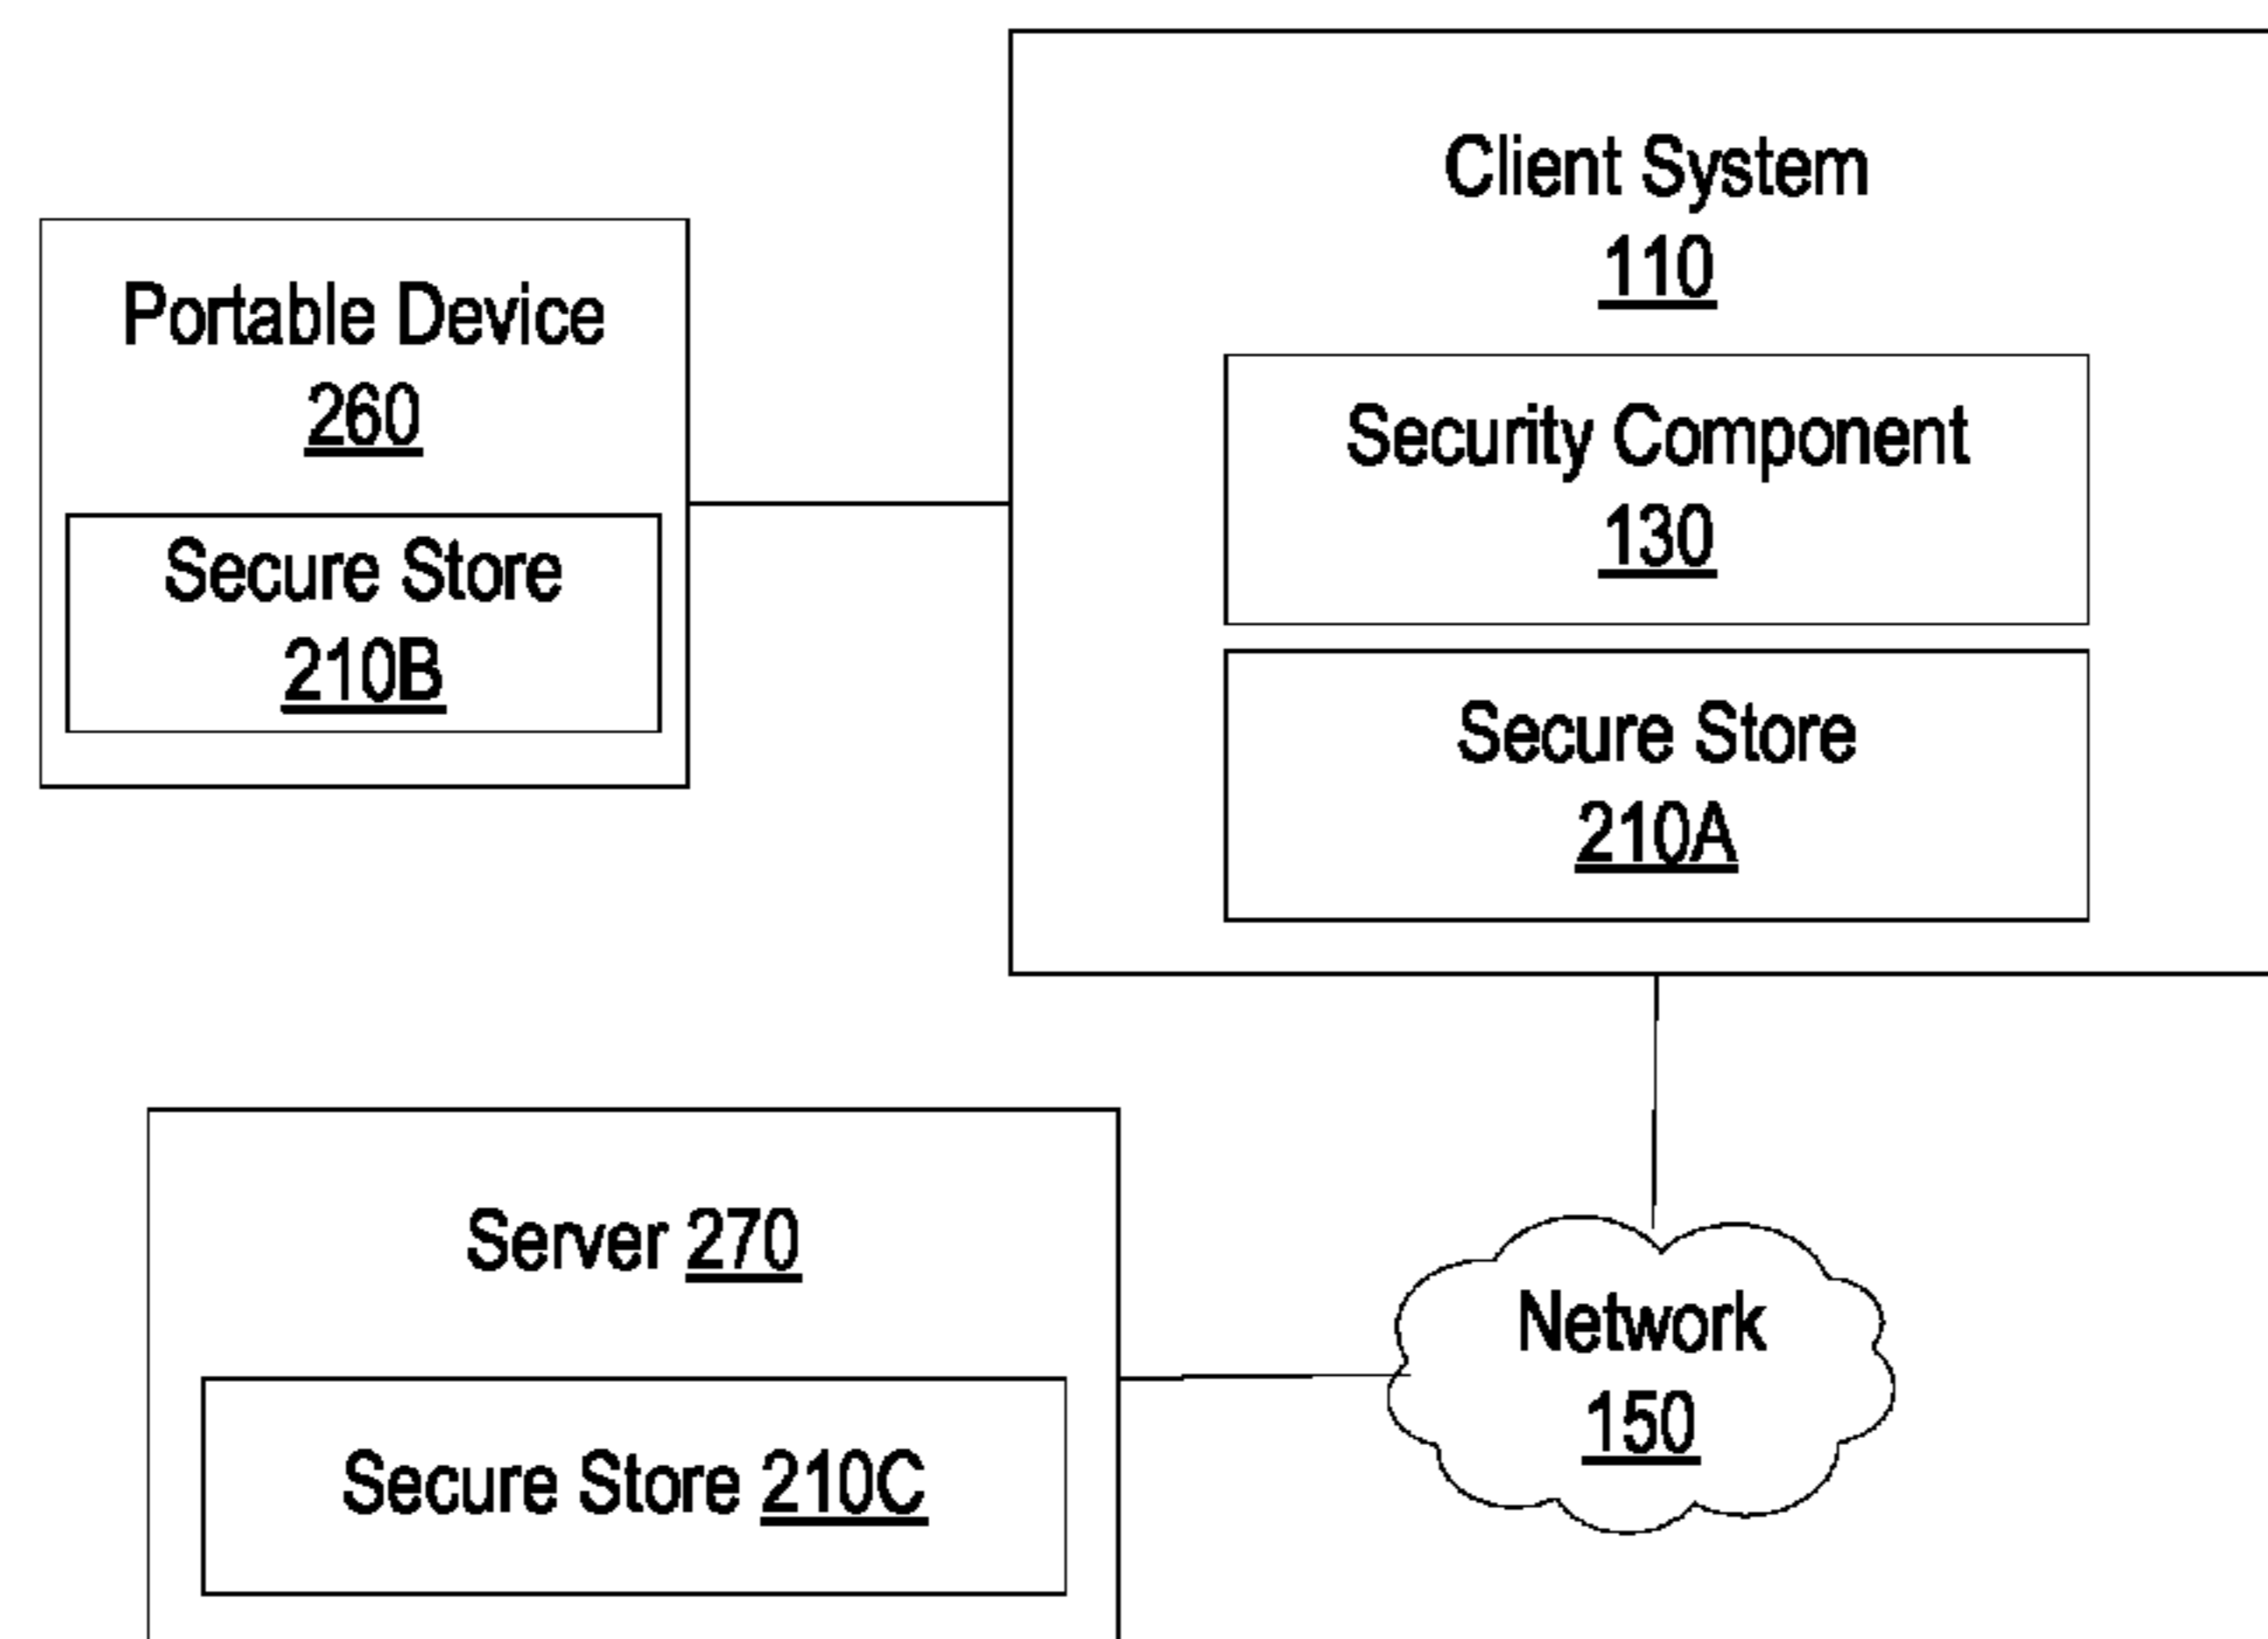 Client System
110
Portable Device
260
Security Component
130
Secure Store
210B
Secure Store
210A
Server 270
Network
150
Secure Store 210C